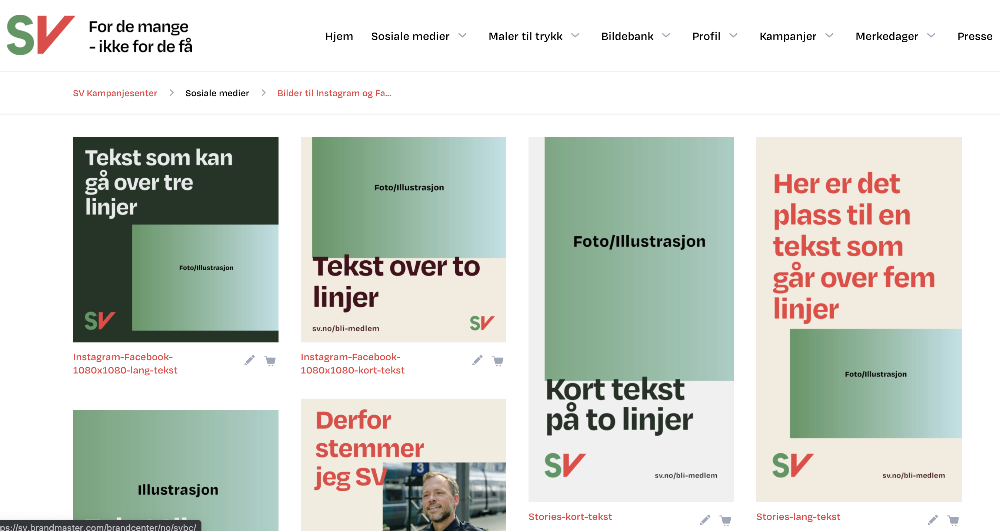 SV
For de mange
- ikke for de få
Hjem Sosiale medier Maler til trykk Bildebank Profil Kampanjer Merkedager Presse
SV Kampanjesenter > Sosiale medier > Bilder til Instagram og Fa...
Tekst som kan
gå over tre
linjer
Foto/Illustrasjon
SV
Instagram-Facebook-
1080x1080-lang-tekst
Foto/Illustrasjon
Tekst over to
linjer
sv.no/bli-medlem
SV
Instagram-Facebook-
1080x1080-kort-tekst
Foto/Illustrasjon
Kort tekst
på to linjer
SV
sv.no/bli-medlem
Stories-kort-tekst
Her er det
plass til en
tekst som
går over fem
linjer
Foto/Illustrasjon
SV
sv.no/bli-medlem
Stories-lang-tekst
Illustrasjon
Derfor
stemmer
jeg SV
3
ps://sv.brandmaster.com/brandcenter/no/svbc/